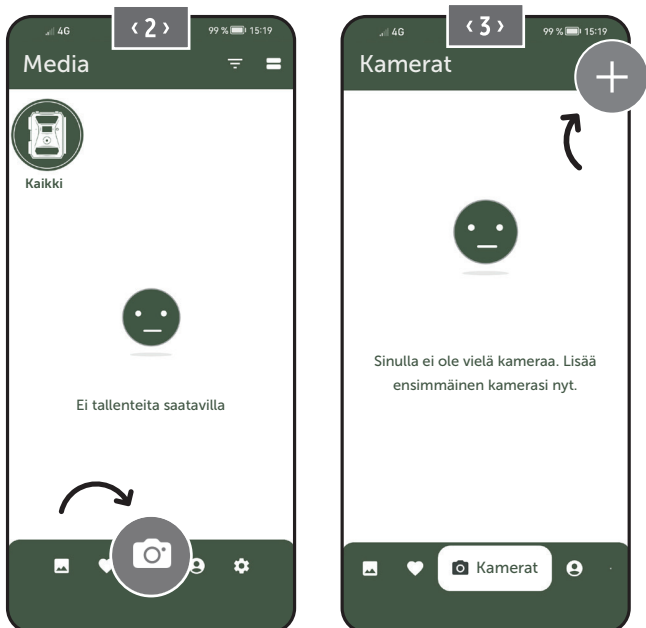 ‹ 2 ›
4G
99 % 15:19
Media
Kaikki
Ei tallenteita saatavilla
‹ 3 ›
4G
99 % 15:19
Kamerat
Sinulla ei ole vielä kameraa. Lisää
ensimmäinen kamerasi nyt.
Kamerat